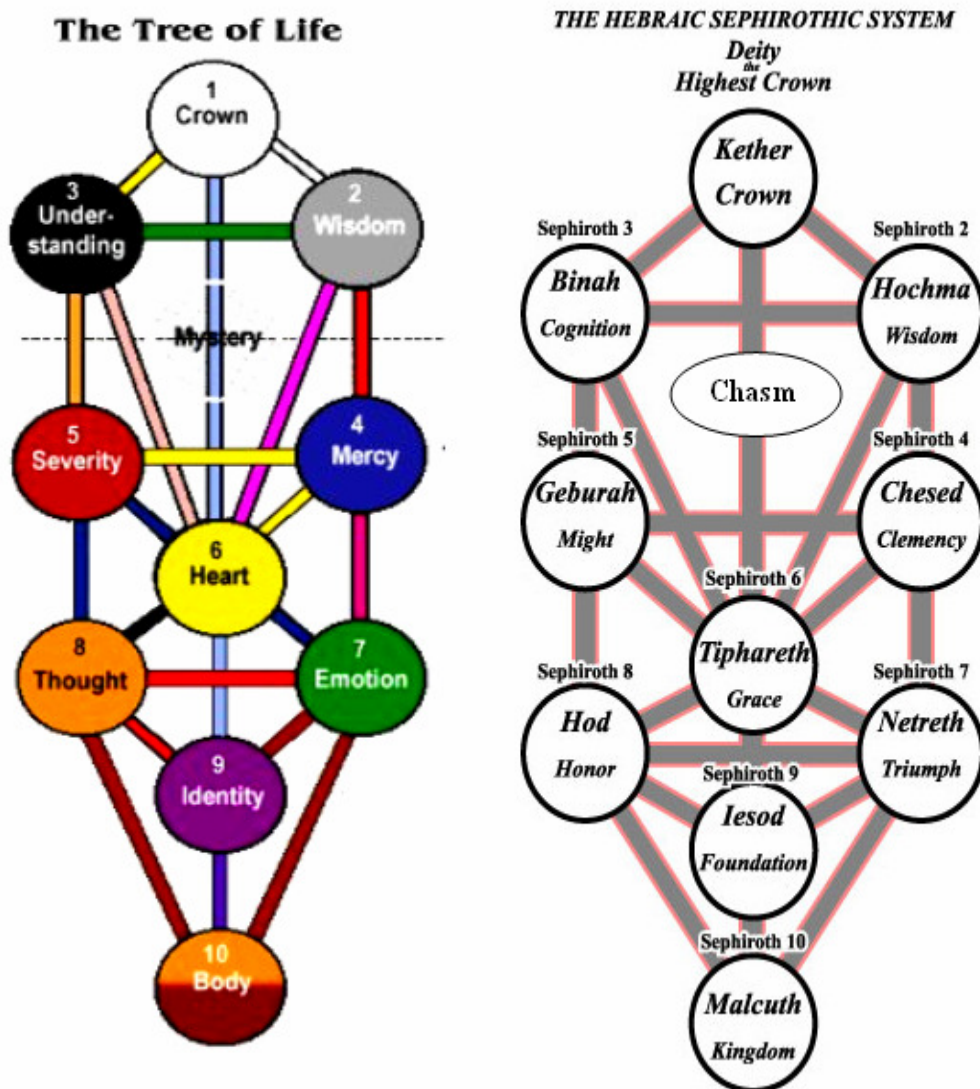 The Tree of Life
1
Crown
3
Under-
standing
2
Wisdom
Mystery
5
Severity
4
Mercy
6
Heart
8
Thought
7
Emotion
9
Identity
10
Body
THE HEBRAIC SEPHIROTHIC SYSTEM
Deity
the
Highest Crown
Kether
Crown
Sephiroth 3
Binah
Cognition
Sephiroth 2
Hochma
Wisdom
Chasm
Sephiroth 5
Geburah
Might
Sephiroth 4
Chesed
Clemency
Sephiroth 6
Tiphareth
Grace
Sephiroth 8
Hod
Honor
Sephiroth 7
Netreth
Triumph
Sephiroth 9
Iesod
Foundation
Sephiroth 10
Malcuth
Kingdom